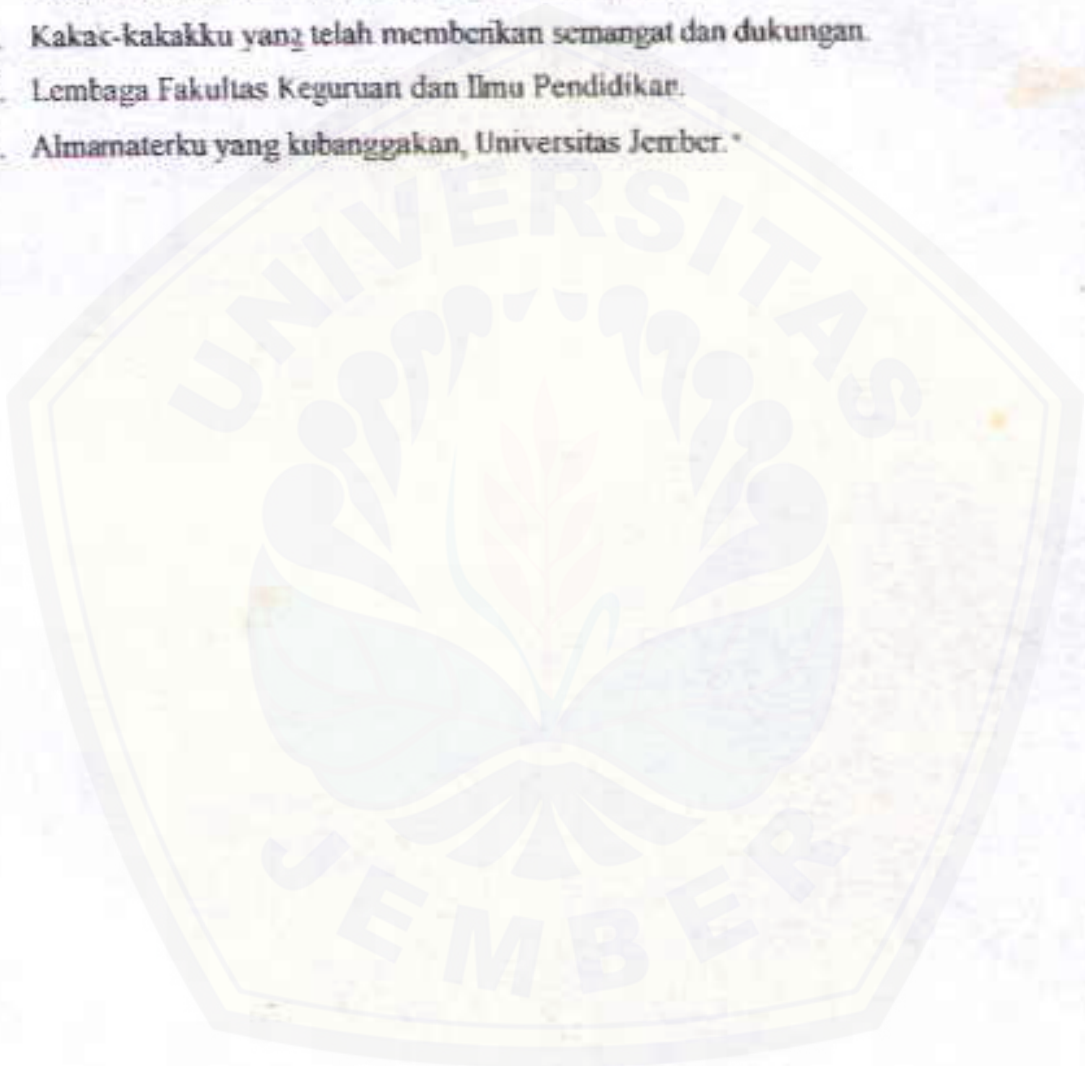 . Kakak-kakakku yang telah memberikan semangat dan dukungan.
. Lembaga Fakultas Keguruan dan Ilmu Pendidikan.
. Almamaterku yang kubanggakan, Universitas Jember.
UNIVERSITAS
JEMBER